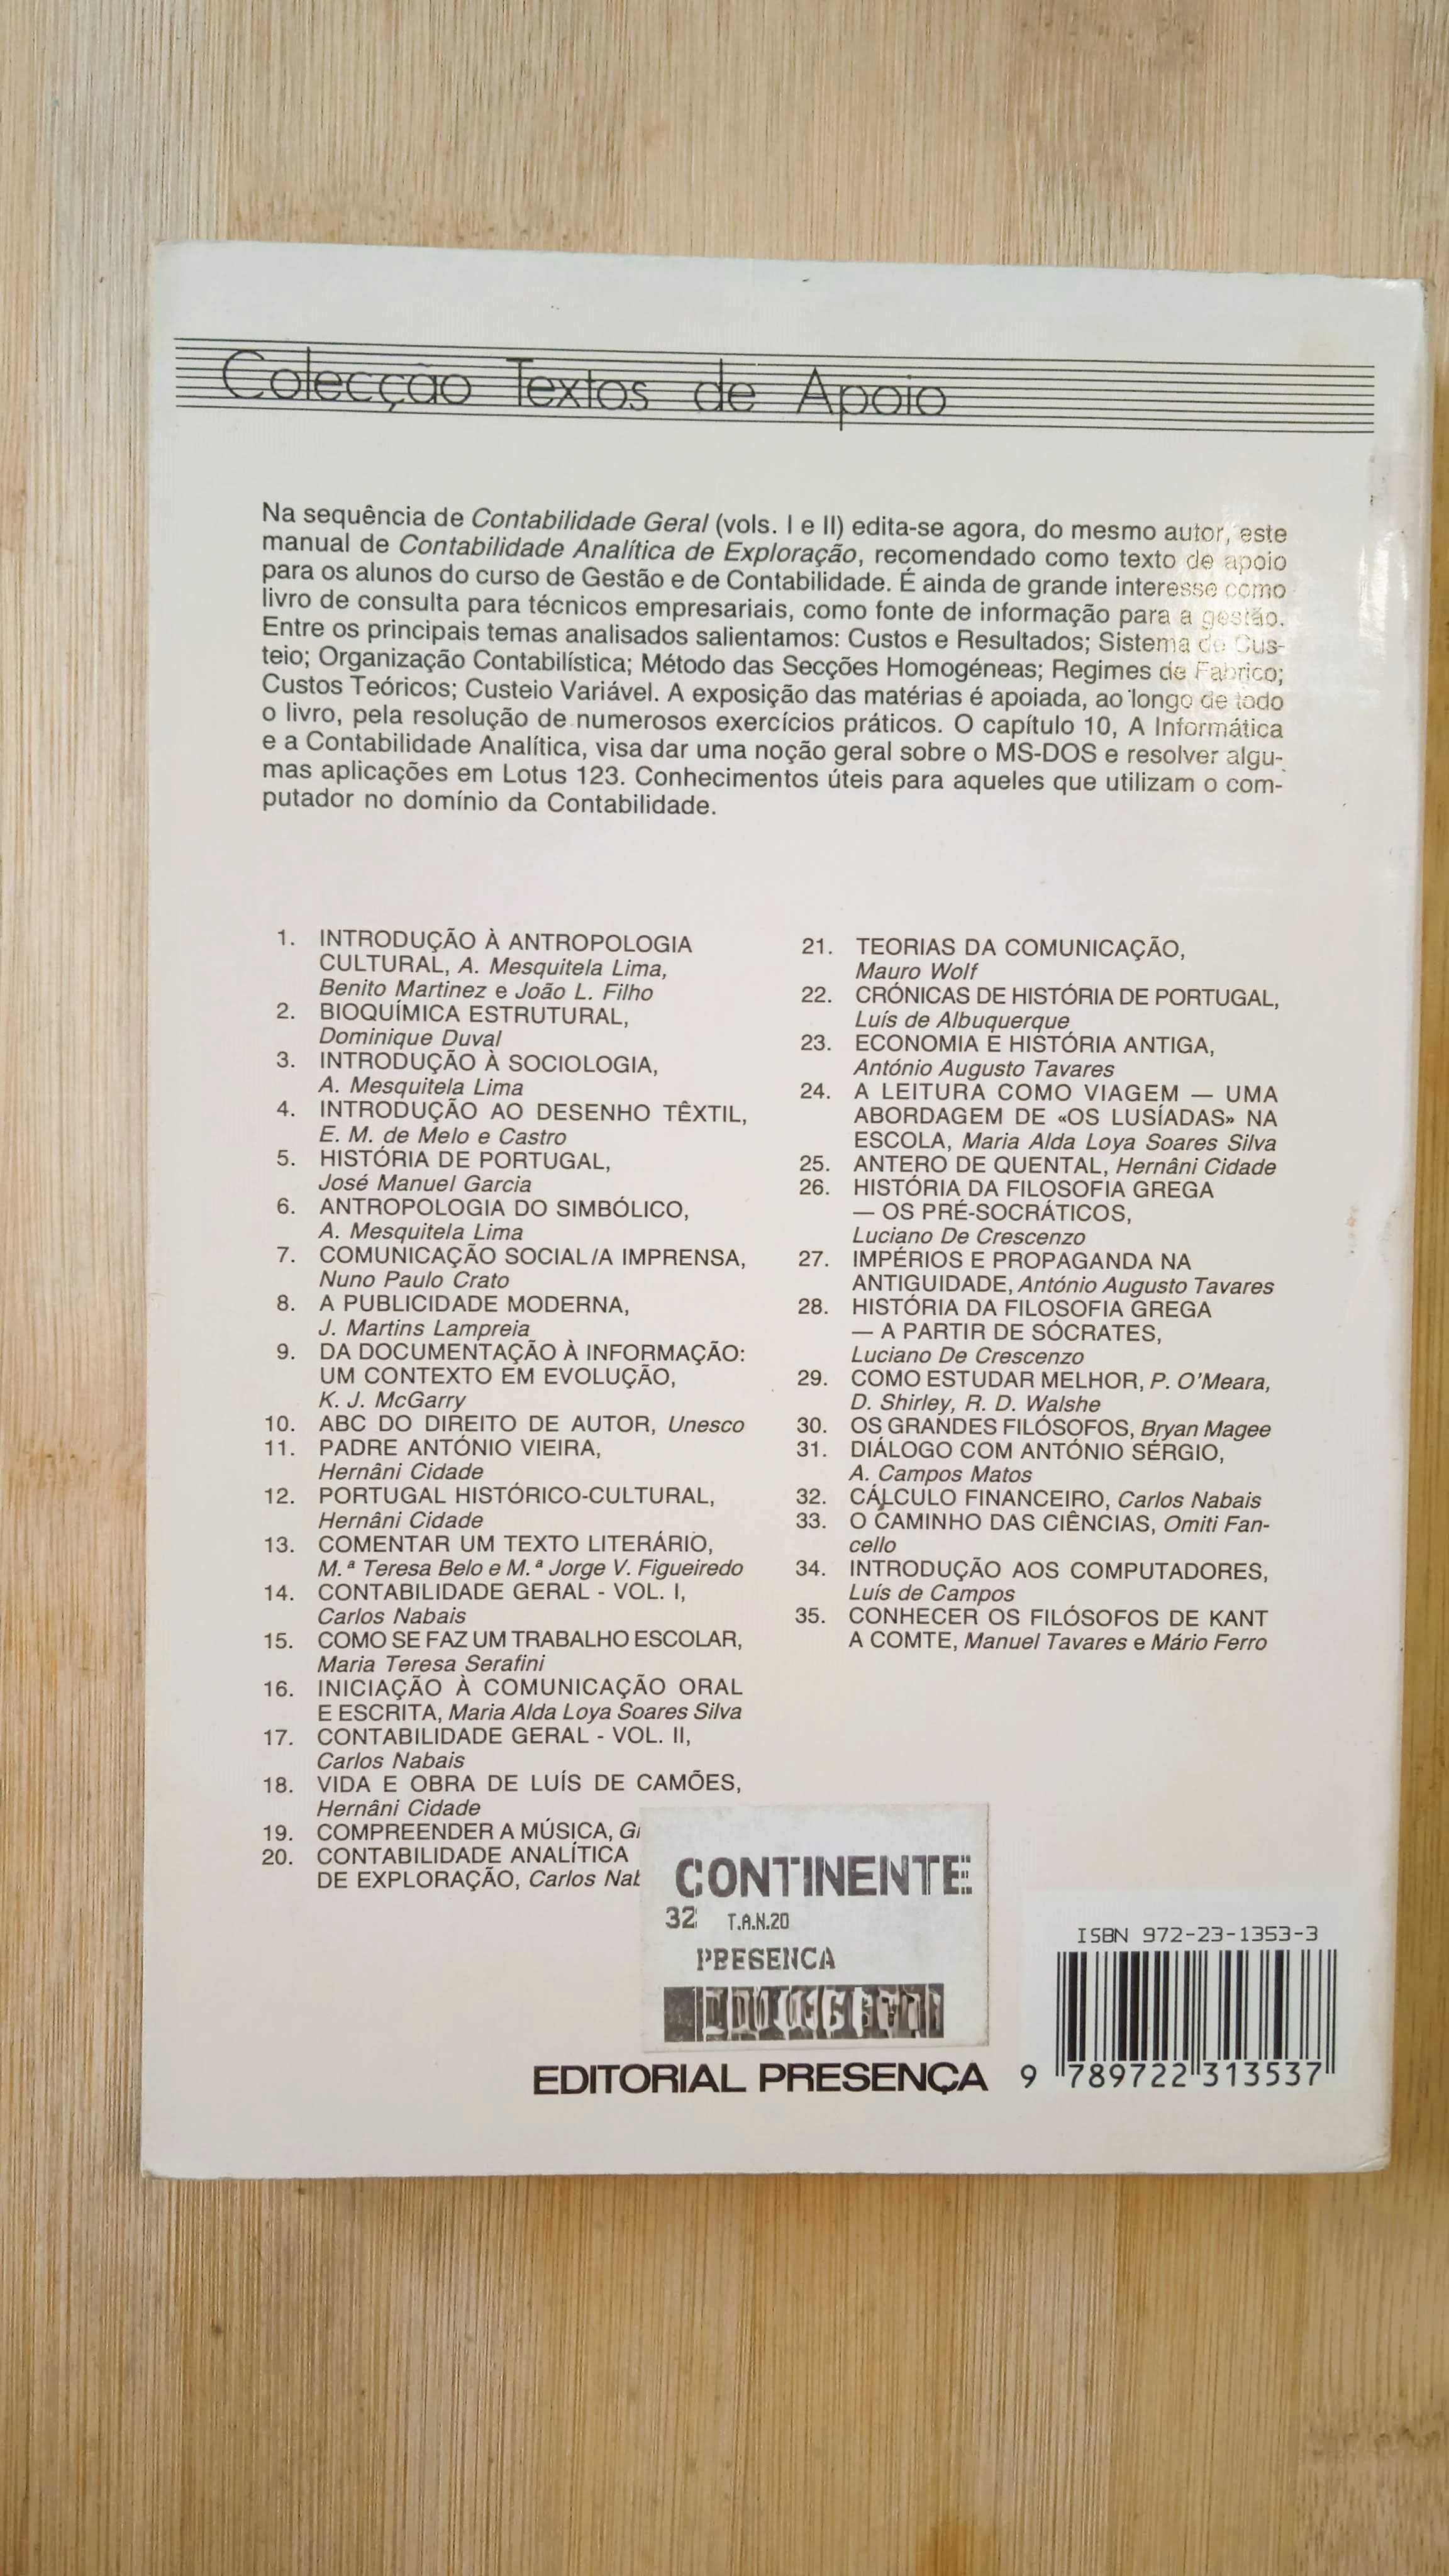 Colecção Textos de Apoio
Na sequência de Contabilidade Geral (vols. I e II) edita-se agora, do mesmo autor, este
manual de Contabilidade Analítica de Exploração, recomendado como texto de apoio
para os alunos do curso de Gestão e de Contabilidade. É ainda de grande interesse como
livro de consulta para técnicos empresariais, como fonte de informação para a gestão.
Entre os principais temas analisados salientamos: Custos e Resultados; Sistema de Cus-
teio; Organização Contabilística; Método das Secções Homogéneas; Regimes de Fabrico;
Custos Teóricos; Custeio Variável. A exposição das matérias é apoiada, ao longo de todo
o livro, pela resolução de numerosos exercícios práticos. O capítulo 10, A Informática
e a Contabilidade Analítica, visa dar uma noção geral sobre o MS-DOS e resolver algu-
mas aplicações em Lotus 123. Conhecimentos úteis para aqueles que utilizam o com-
putador no domínio da Contabilidade.
1. INTRODUÇÃO À ANTROPOLOGIA
CULTURAL, A. Mesquitela Lima,
Benito Martinez e João L. Filho
2. BIOQUÍMICA ESTRUTURAL,
Dominique Duval
3. INTRODUÇÃO À SOCIOLOGIA,
A. Mesquitela Lima
4. INTRODUÇÃO AO DESENHO TÊXTIL,
E. M. de Melo e Castro
5. HISTÓRIA DE PORTUGAL,
José Manuel Garcia
6. ANTROPOLOGIA DO SIMBÓLICO,
A. Mesquitela Lima
7. COMUNICAÇÃO SOCIAL/A IMPRENSA,
Nuno Paulo Crato
8. A PUBLICIDADE MODERNA,
J. Martins Lampreia
9. DA DOCUMENTAÇÃO À INFORMAÇÃO:
UM CONTEXTO EM EVOLUÇÃO,
K. J. McGarry
10. ABC DO DIREITO DE AUTOR, Unesco
11. PADRE ANTÓNIO VIEIRA,
Hernâni Cidade
12. PORTUGAL HISTÓRICO-CULTURAL,
Hernâni Cidade
13. COMENTAR UM TEXTO LITERÁRIO,
M.ª Teresa Belo e M.ª Jorge V. Figueiredo
14. CONTABILIDADE GERAL - VOL. I,
Carlos Nabais
15. COMO SE FAZ UM TRABALHO ESCOLAR,
Maria Teresa Serafini
16. INICIAÇÃO À COMUNICAÇÃO ORAL
E ESCRITA, Maria Alda Loya Soares Silva
17. CONTABILIDADE GERAL - VOL. II,
Carlos Nabais
18. VIDA E OBRA DE LUÍS DE CAMÕES,
Hernâni Cidade
19. COMPREENDER A MÚSICA,
20. CONTABILIDADE ANALÍTICA
DE EXPLORAÇÃO, Carlos
21. TEORIAS DA COMUNICAÇÃO,
Mauro Wolf
22. CRÓNICAS DE HISTÓRIA DE PORTUGAL,
Luís de Albuquerque
23. ECONOMIA E HISTÓRIA ANTIGA,
António Augusto Tavares
24. A LEITURA COMO VIAGEM — UMA
ABORDAGEM DE «OS LUSÍADAS» NA
ESCOLA, Maria Alda Loya Soares Silva
25. ANTERO DE QUENTAL, Hernâni Cidade
26. HISTÓRIA DA FILOSOFIA GREGA
— OS PRÉ-SOCRÁTICOS,
Luciano De Crescenzo
27. IMPÉRIOS E PROPAGANDA NA
ANTIGUIDADE, António Augusto Tavares
28. HISTÓRIA DA FILOSOFIA GREGA
— A PARTIR DE SÓCRATES,
Luciano De Crescenzo
29. COMO ESTUDAR MELHOR, P. O'Meara,
D. Shirley, R. D. Walshe
30. OS GRANDES FILÓSOFOS, Bryan Magee
31. DIÁLOGO COM ANTÓNIO SÉRGIO,
A. Campos Matos
32. CÁLCULO FINANCEIRO, Carlos Nabais
33. O CAMINHO DAS CIÊNCIAS, Omiti Fan-
cello
34. INTRODUÇÃO AOS COMPUTADORES,
Luís de Campos
35. CONHECER OS FILÓSOFOS DE KANT
A COMTE, Manuel Tavares e Mário Ferro
CONTINENTE
32 T.A.N.20
PRESENCA
ISBN 972-23-1353-3
EDITORIAL PRESENÇA
9 789722 313537